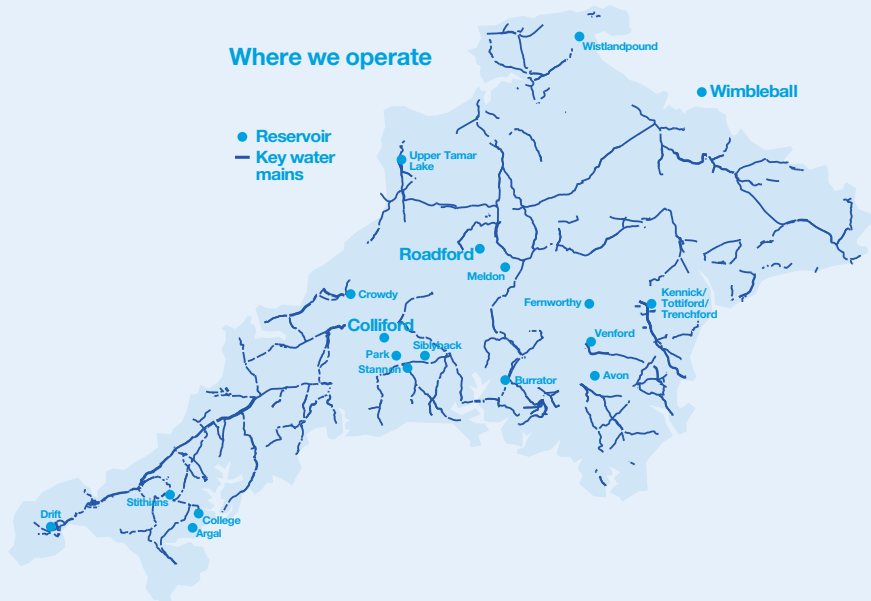 Where we operate
Reservoir
Key water
mains
Wistlandpound
Wimbleball
Upper Tamar
Lake
Roadford
Meldon
Crowdy
Fernworthy
Kennick/
Tottiford/
Trenchford
Colliford
Venford
Park
Siblyback
Stannon
Burrator
Avon
Stithians
Drift
College
Argal